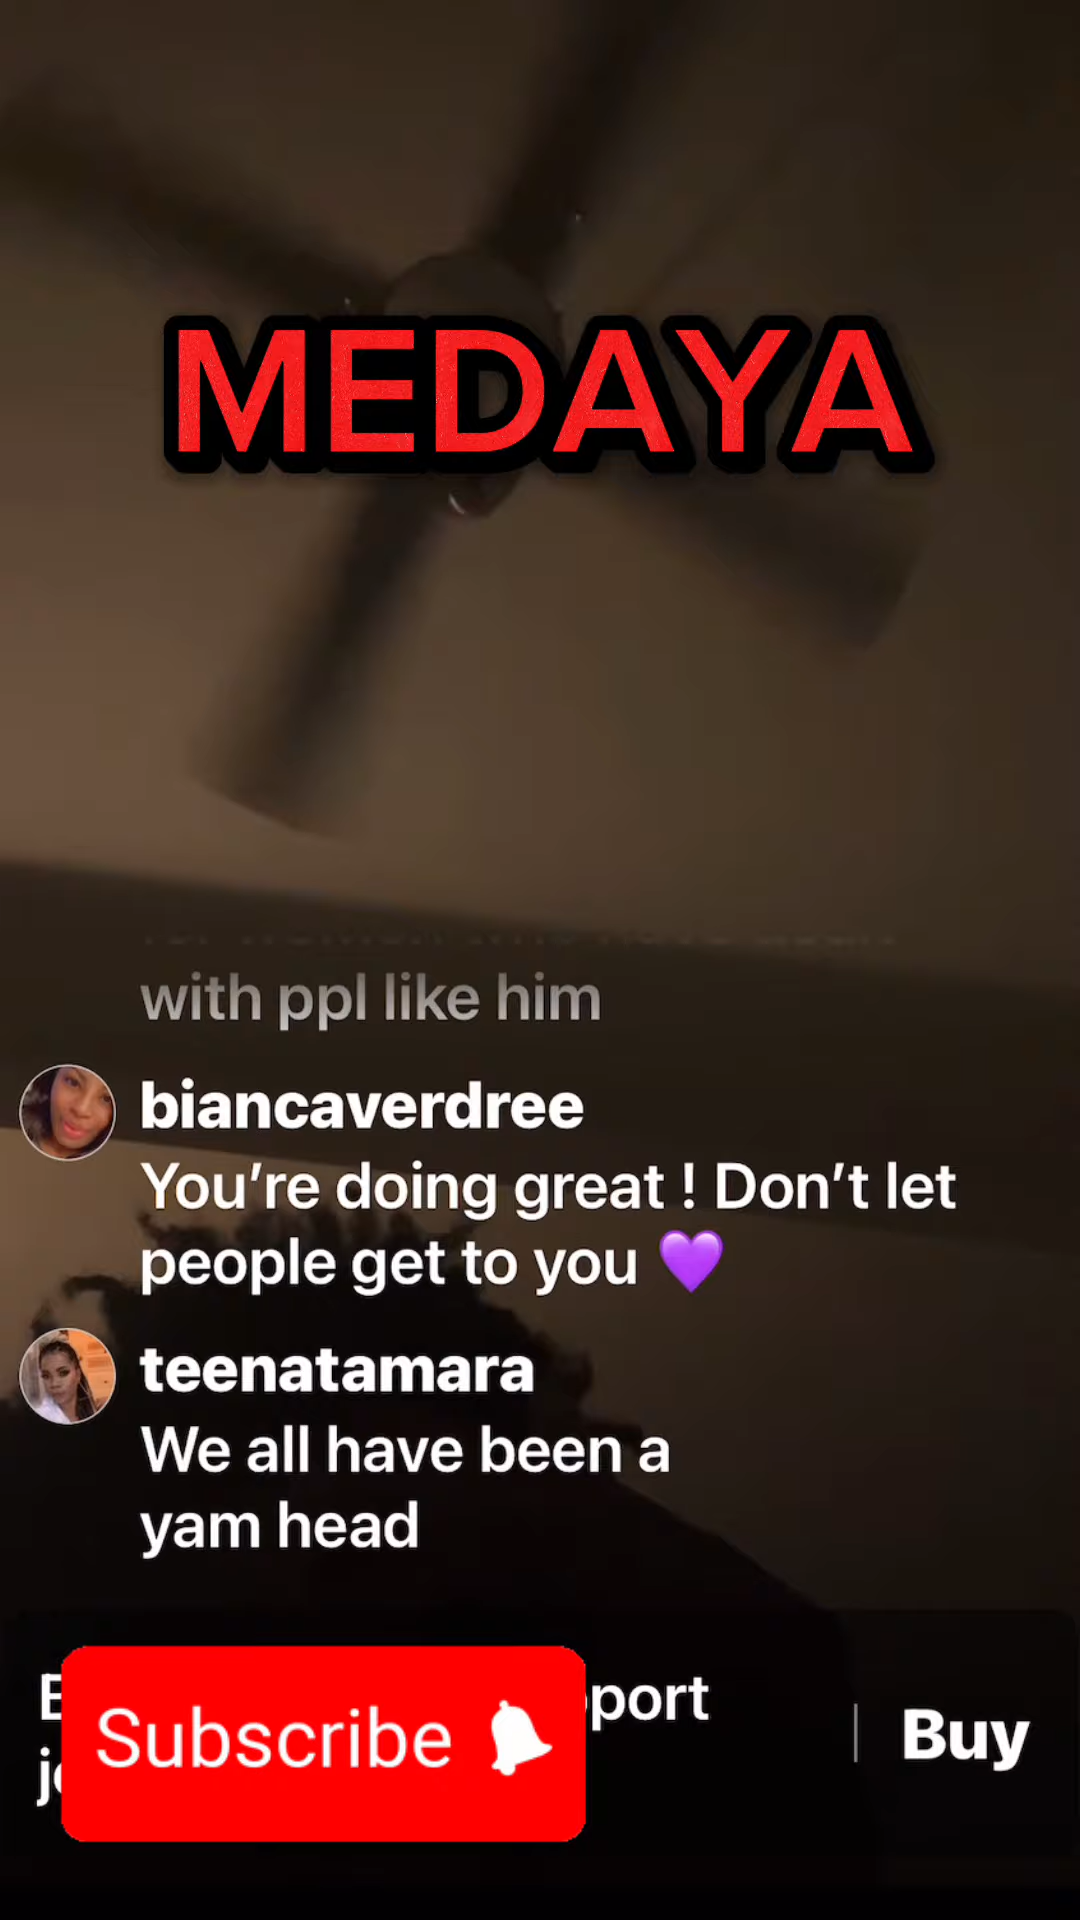 MEDAYA
with ppl like him
biancaverdree
You’re doing great ! Don’t let
people get to you 💜
teenatamara
We all have been a
yam head
Subscribe
Buy